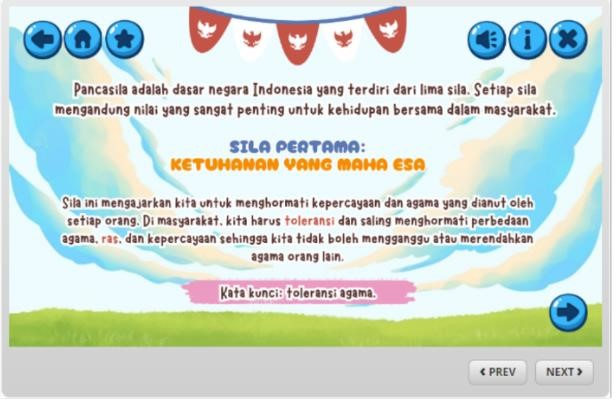 Pancasila adalah dasar negara Indonesia yang terdiri dari lima sila. Setiap sila
mengandung nilai yang sangat penting untuk kehidupan bersama dalam masyarakat.
SILA PERTAMA:
KETUHANAN YANG MAHA ESA
Sila ini mengajarkan kita untuk menghormati kepercayaan dan agama yang dianut oleh
setiap orang. Di masyarakat, kita harus toleransi dan saling menghormati perbedaan
agama, ras, dan kepercayaan sehingga kita tidak boleh mengganggu atau merendahkan
agama orang lain.
Kata kunci: toleransi agama.
PREV NEXT